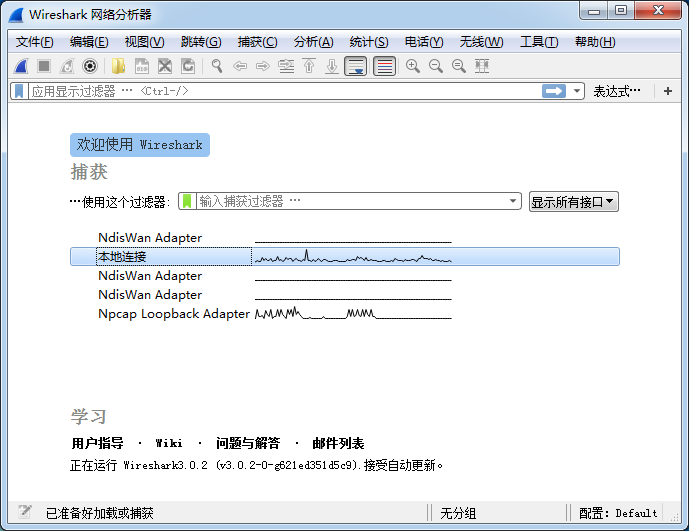 Wireshark 网络分析器
文件(F) 编辑(E) 视图(V) 跳转(G) 捕获(C) 分析(A) 统计(S) 电话(Y) 无线(W) 工具(T) 帮助(H)
应用显示过滤器 … <Ctrl-/> 表达式… +
欢迎使用 Wireshark
捕获
…使用这个过滤器: 输入捕获过滤器 … 显示所有接口
NdisWan Adapter
本地连接
NdisWan Adapter
NdisWan Adapter
Npcap Loopback Adapter
学习
用户指导 · Wiki · 问题与解答 · 邮件列表
正在运行 Wireshark3.0.2 (v3.0.2-0-g621ed351d5c9).接受自动更新。
已准备好加载或捕获 无分组 配置: Default